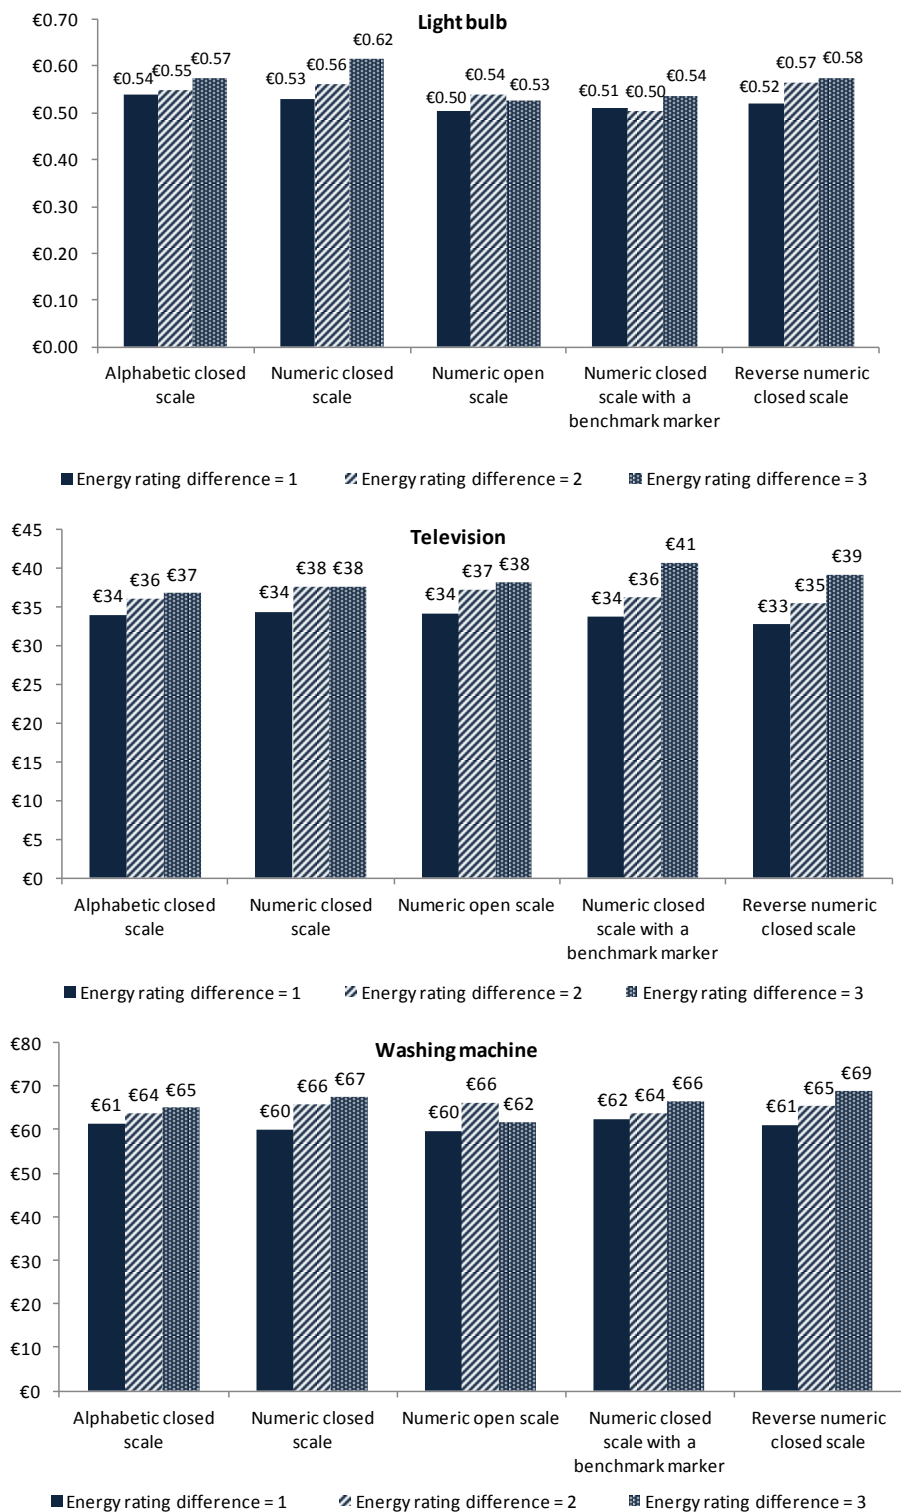 Light bulb
€0.70
€0.60
€0.50
€0.40
€0.30
€0.20
€0.10
€0.00
€0.54 €0.55 €0.57
€0.53 €0.56 €0.62
€0.50 €0.54 €0.53
€0.51 €0.50 €0.54
€0.52 €0.57 €0.58
Alphabetic closed
scale
Numeric closed
scale
Numeric open
scale
Numeric closed
scale with a
benchmark marker
Reverse numeric
closed scale
Energy rating difference = 1 Energy rating difference = 2 Energy rating difference = 3
Television
€45
€40
€35
€30
€25
€20
€15
€10
€5
€0
€34 €36 €37
€34 €38 €38
€34 €37 €38
€34 €36 €41
€33 €35 €39
Alphabetic closed
scale
Numeric closed
scale
Numeric open scale
Numeric closed
scale with a
benchmark marker
Reverse numeric
closed scale
Energy rating difference = 1 Energy rating difference = 2 Energy rating difference = 3
Washing machine
€80
€70
€60
€50
€40
€30
€20
€10
€0
€61 €64 €65
€60 €66 €67
€60 €66 €62
€62 €64 €66
€61 €65 €69
Alphabetic closed
scale
Numeric closed
scale
Numeric open scale
Numeric closed
scale with a
benchmark marker
Reverse numeric
closed scale
Energy rating difference = 1 Energy rating difference = 2 Energy rating difference = 3